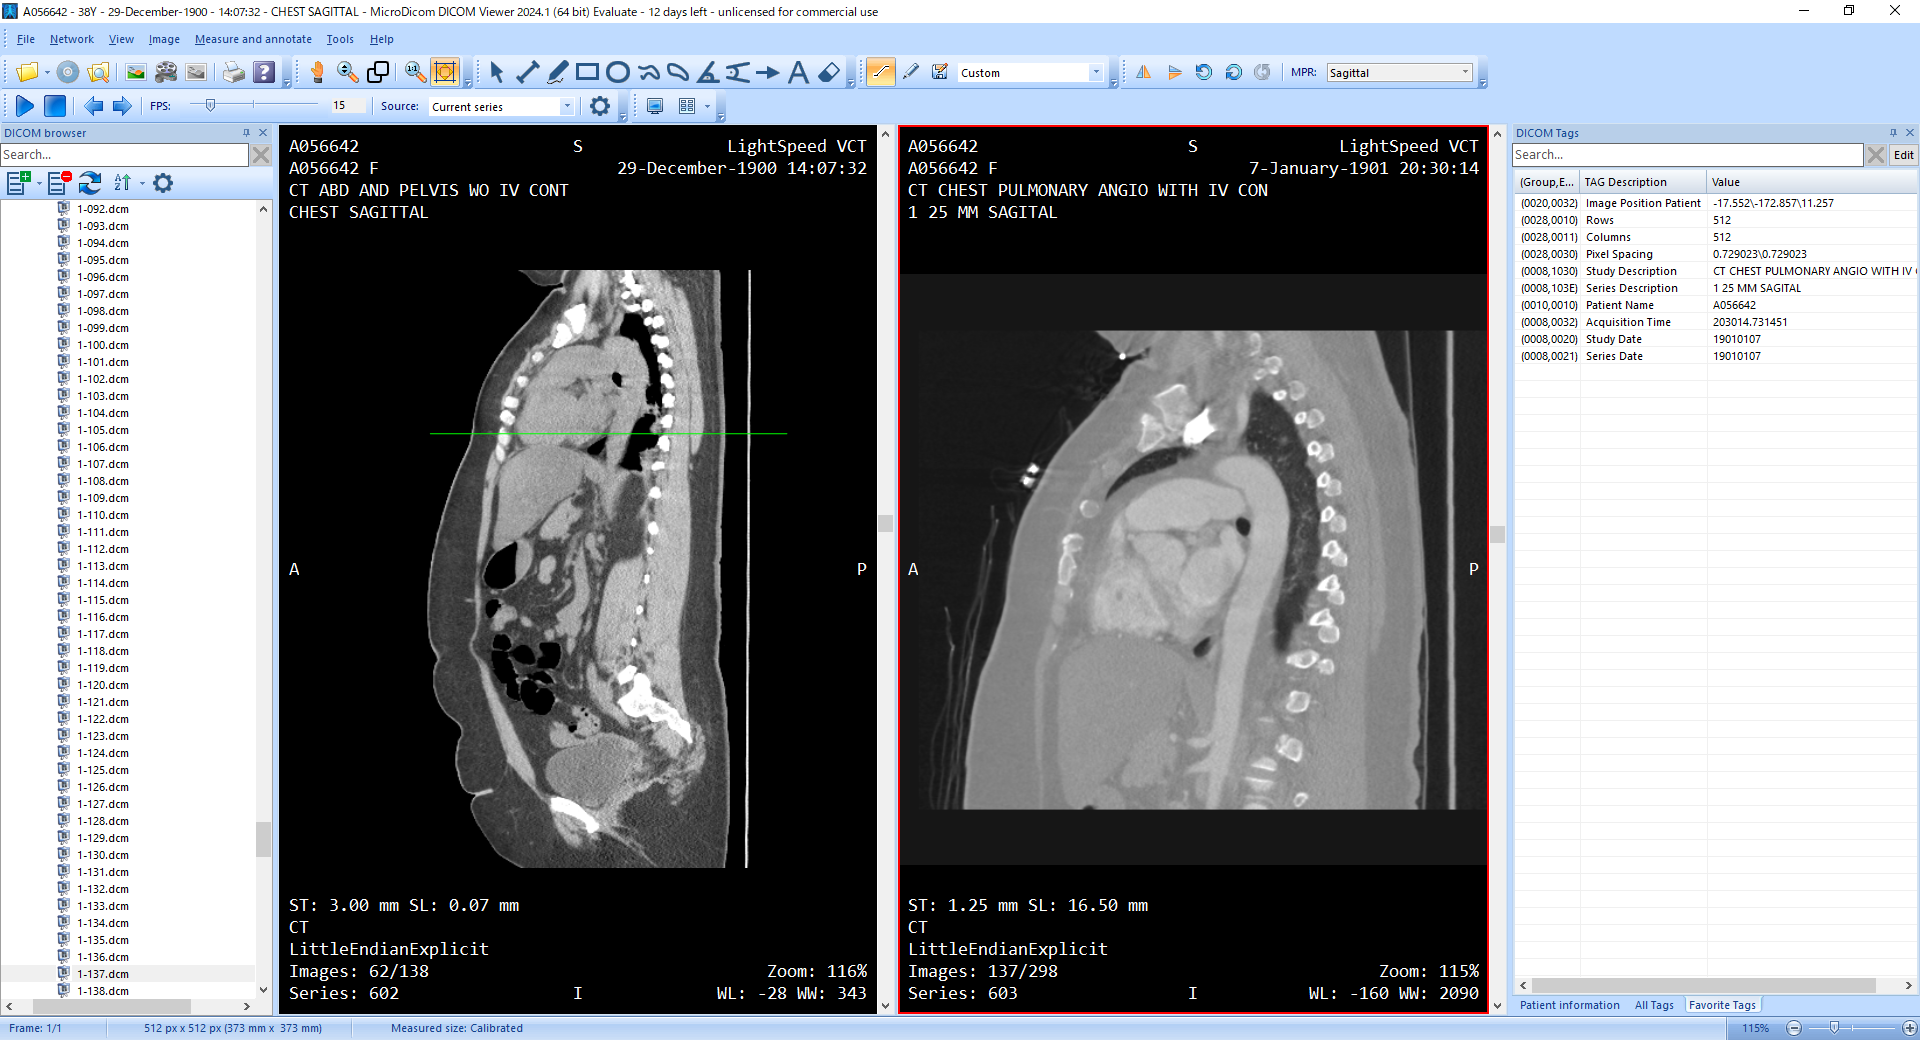 A056642 - 38Y - 29-December-1900 - 14:07:32 - CHEST SAGITTAL - MicroDicom DICOM Viewer 2024.1 (64 bit) Evaluate - 12 days left - unlicensed for commercial use
File Network View Image Measure and annotate Tools Help
1:1 Custom MPR: Sagittal
FPS: 15 Source: Current series
DICOM browser
Search...
1-092.dcm
1-093.dcm
1-094.dcm
1-095.dcm
1-096.dcm
1-097.dcm
1-098.dcm
1-099.dcm
1-100.dcm
1-101.dcm
1-102.dcm
1-103.dcm
1-104.dcm
1-105.dcm
1-106.dcm
1-107.dcm
1-108.dcm
1-109.dcm
1-110.dcm
1-111.dcm
1-112.dcm
1-113.dcm
1-114.dcm
1-115.dcm
1-116.dcm
1-117.dcm
1-118.dcm
1-119.dcm
1-120.dcm
1-121.dcm
1-122.dcm
1-123.dcm
1-124.dcm
1-125.dcm
1-126.dcm
1-127.dcm
1-128.dcm
1-129.dcm
1-130.dcm
1-131.dcm
1-132.dcm
1-133.dcm
1-134.dcm
1-135.dcm
1-136.dcm
1-137.dcm
1-138.dcm
A056642 S LightSpeed VCT
A056642 F 29-December-1900 14:07:32
CT ABD AND PELVIS WO IV CONT
CHEST SAGITTAL
A P
ST: 3.00 mm SL: 0.07 mm
CT
LittleEndianExplicit
Images: 62/138 Zoom: 116%
Series: 602 I WL: -28 WW: 343
A056642 S LightSpeed VCT
A056642 F 7-January-1901 20:30:14
CT CHEST PULMONARY ANGIO WITH IV CON
1 25 MM SAGITAL
A P
ST: 1.25 mm SL: 16.50 mm
CT
LittleEndianExplicit
Images: 137/298 Zoom: 115%
Series: 603 I WL: -160 WW: 2090
DICOM Tags
Search... Edit
(Group,E... TAG Description Value
(0020,0032) Image Position Patient -17.552\-172.857\11.257
(0028,0010) Rows 512
(0028,0011) Columns 512
(0028,0030) Pixel Spacing 0.729023\0.729023
(0008,1030) Study Description CT CHEST PULMONARY ANGIO WITH IV
(0008,103E) Series Description 1 25 MM SAGITAL
(0010,0010) Patient Name A056642
(0008,0032) Acquisition Time 203014.731451
(0008,0020) Study Date 19010107
(0008,0021) Series Date 19010107
Patient information All Tags Favorite Tags
Frame: 1/1 512 px x 512 px (373 mm x 373 mm) Measured size: Calibrated 115%